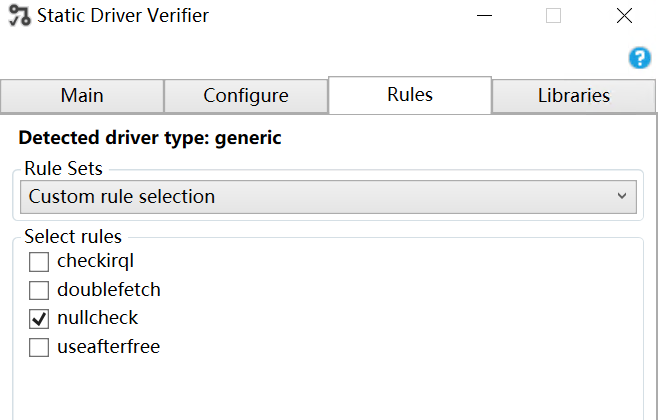 Static Driver Verifier
?
Main Configure Rules Libraries
Detected driver type: generic
Rule Sets
Custom rule selection
Select rules
checkirql
doublefetch
nullcheck
useafterfree